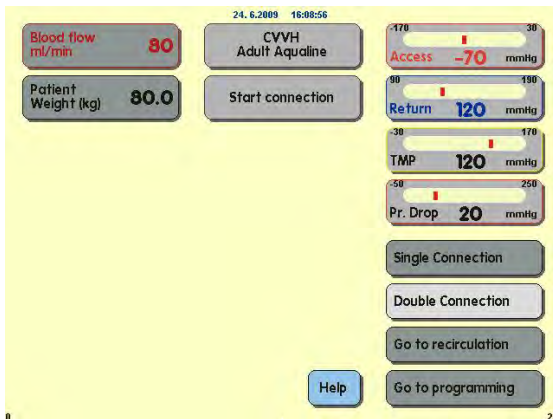 24. 6.2009 16:08:56
Blood flow
ml/min 80
Patient
Weight (kg) 80.0
CVVH
Adult Aqualine
Start connection
-170 30
Access -70 mmHg
90 190
Return 120 mmHg
-30 170
TMP 120 mmHg
-50 250
Pr. Drop 20 mmHg
Single Connection
Double Connection
Go to recirculation
Go to programming
Help
0 2